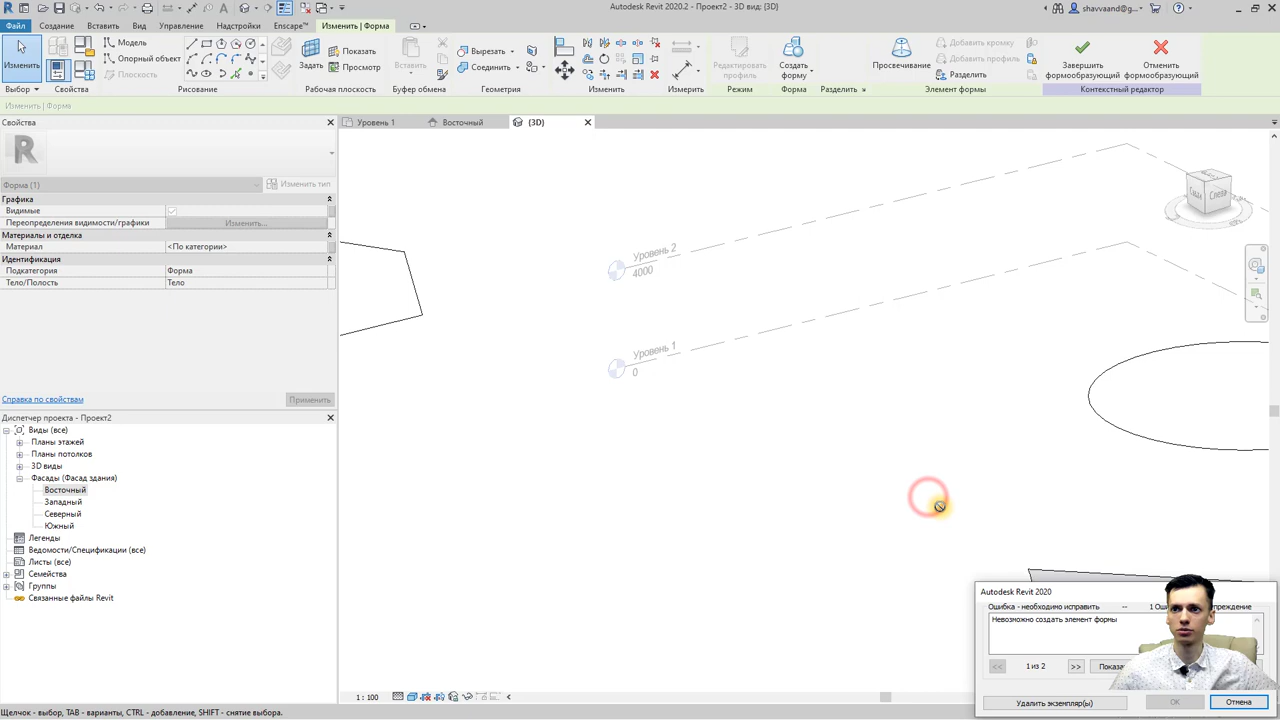 Autodesk Revit 2020.2 - Проект2 - 3D вид: {3D}
shavvaand@g...
Файл
Создание
Вставить
Вид
Управление
Надстройки
Enscape™
Изменить | Форма
Изменить
Модель
Опорный объект
Плоскость
Задать
Показать
Просмотр
Вставить
Вырезать
Соединить
Редактировать профиль
Создать форму
Просвечивание
Добавить кромку
Добавить профиль
Разделить
Завершить формообразующий
Отменить формообразующий
Выбор
Свойства
Рисование
Рабочая плоскость
Буфер обмена
Геометрия
Изменить
Измерить
Режим
Форма
Разделить
Элемент формы
Контекстный редактор
Изменить | Форма
Свойства
Уровень 1
Восточный
{3D}
Форма (1)
Изменить тип
Графика
Видимые
Переопределения видимости/графики
Изменить...
Материалы и отделка
Материал
<По категории>
Идентификация
Подкатегория
Форма
Тело/Полость
Тело
Справка по свойствам
Применить
Диспетчер проекта - Проект2
Виды (все)
Планы этажей
Планы потолков
3D виды
Фасады (Фасад здания)
Восточный
Западный
Северный
Южный
Легенды
Ведомости/Спецификации (все)
Листы (все)
Семейства
Группы
Связанные файлы Revit
Уровень 2
4000
Уровень 1
0
Слева
Autodesk Revit 2020
Ошибка - необходимо исправить -- 1 Оши
Невозможно создать элемент формы
<< 1 из 2 >>
Удалить экземпляр(ы)
OK
Отмена
1 : 100
Щелчок - выбор, TAB - варианты, CTRL - добавление, SHIFT - снятие выбора.